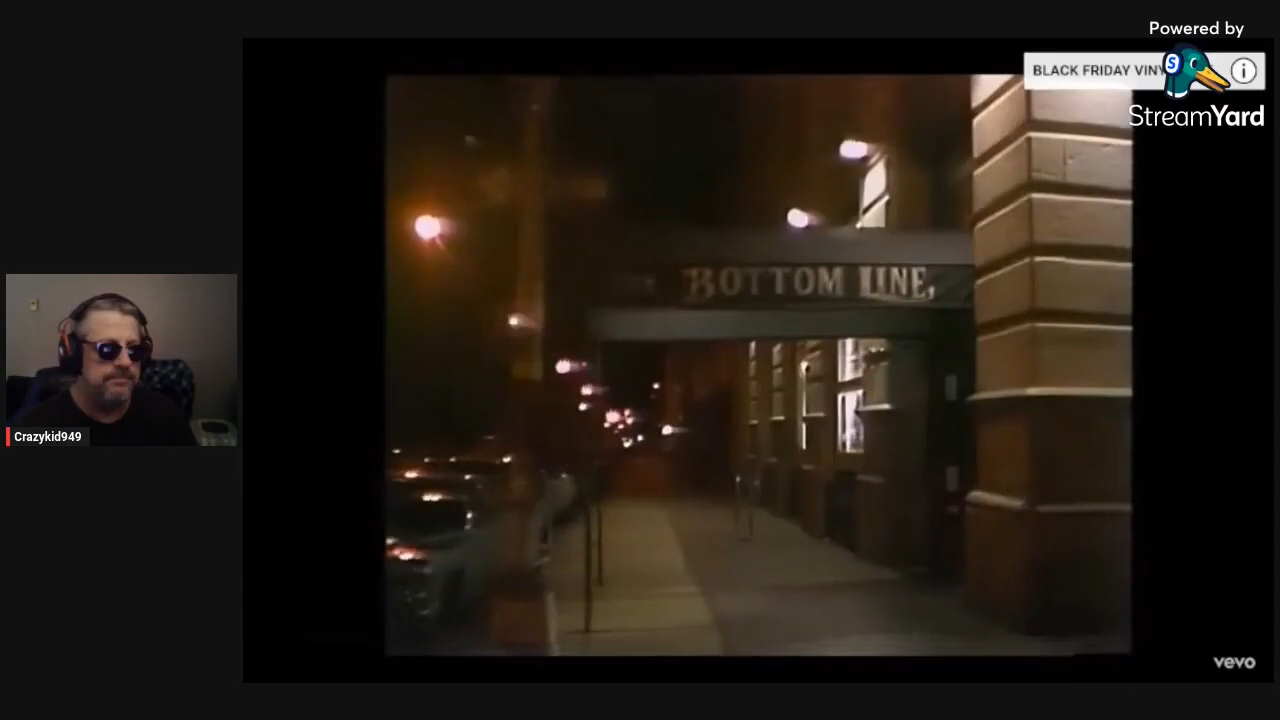 Powered by
BLACK FRIDAY VINY
S
i
StreamYard
BOTTOM LINE,
Crazykid949
vevo